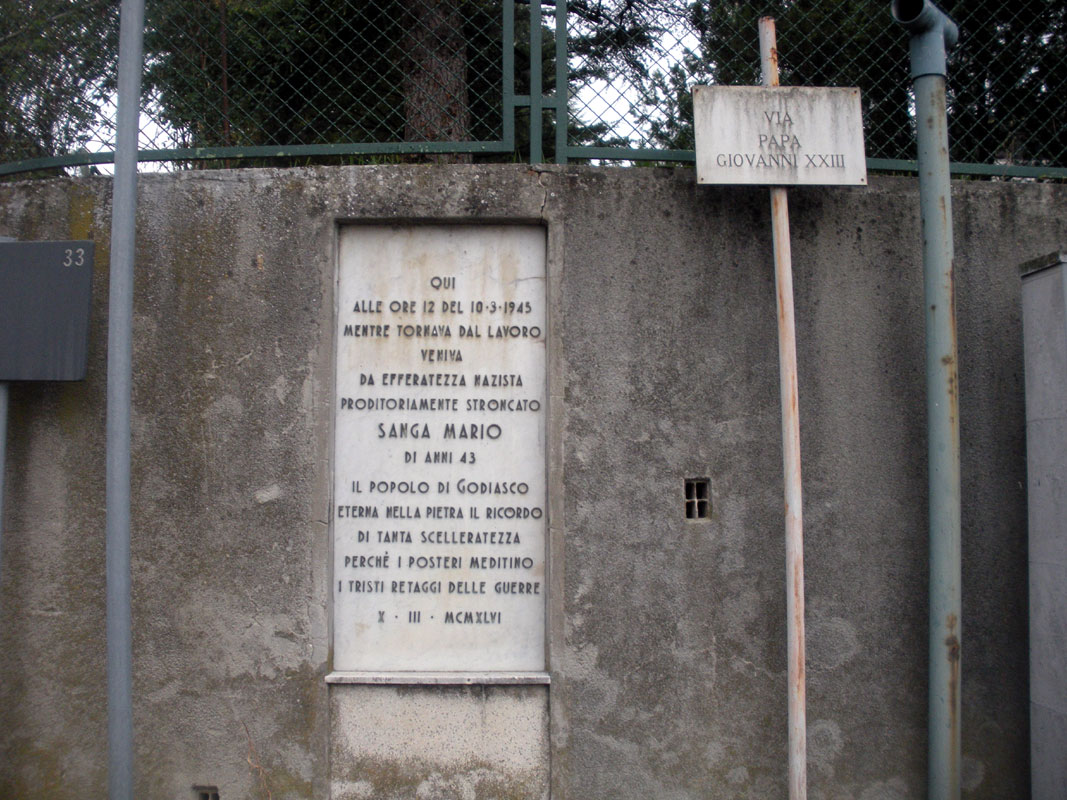 33
QUI
ALLE ORE 12 DEL 10·3·1945
MENTRE TORNAVA DAL LAVORO
VENIVA
DA EFFERATEZZA NAZISTA
PRODITORIAMENTE STRONCATO
SANGA MARIO
DI ANNI 43
IL POPOLO DI GODIASCO
ETERNA NELLA PIETRA IL RICORDO
DI TANTA SCELLERATEZZA
PERCHÈ I POSTERI MEDITINO
I TRISTI RETAGGI DELLE GUERRE
X · III · MCMXLVI
VIA
PAPA
GIOVANNI XXIII